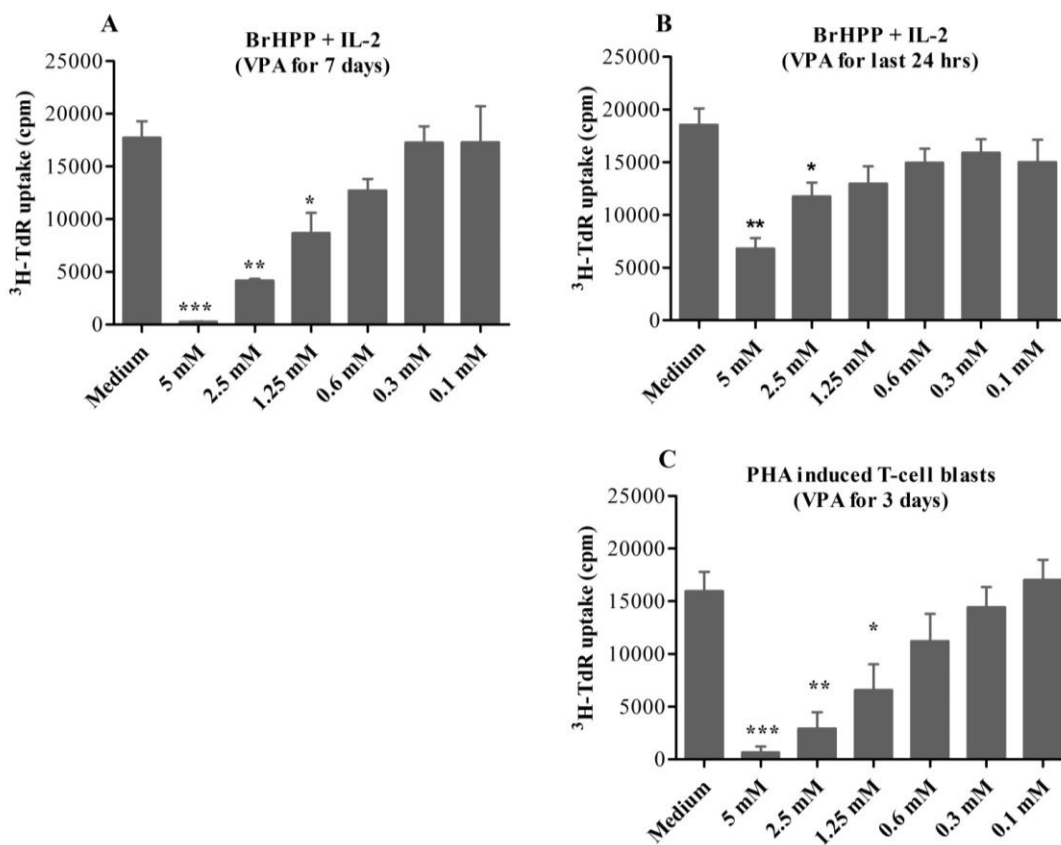 A
BrHPP + IL-2
(VPA for 7 days)
³H-TdR uptake (cpm)
25000
20000
15000
10000
5000
0
***
**
*
Medium
5 mM
2.5 mM
1.25 mM
0.6 mM
0.3 mM
0.1 mM
B
BrHPP + IL-2
(VPA for last 24 hrs)
³H-TdR uptake (cpm)
25000
20000
15000
10000
5000
0
**
*
Medium
5 mM
2.5 mM
1.25 mM
0.6 mM
0.3 mM
0.1 mM
C
PHA induced T-cell blasts
(VPA for 3 days)
³H-TdR uptake (cpm)
25000
20000
15000
10000
5000
0
***
**
*
Medium
5 mM
2.5 mM
1.25 mM
0.6 mM
0.3 mM
0.1 mM